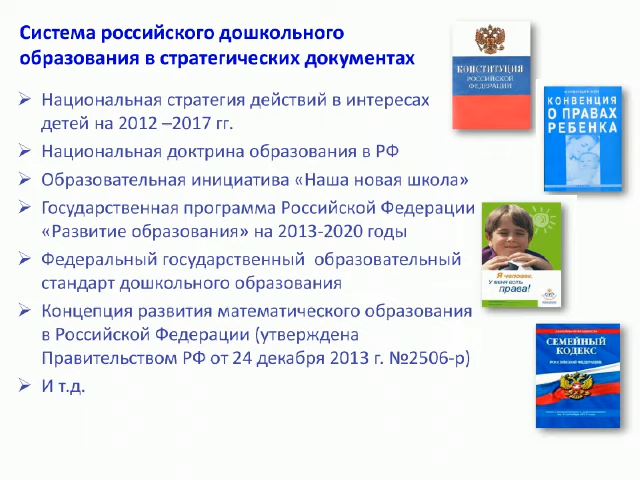 Система российского дошкольного
образования в стратегических документах
Национальная стратегия действий в интересах
детей на 2012 –2017 гг.
Национальная доктрина образования в РФ
Образовательная инициатива «Наша новая школа»
Государственная программа Российской Федерации
«Развитие образования» на 2013-2020 годы
Федеральный государственный образовательный
стандарт дошкольного образования
Концепция развития математического образования
в Российской Федерации (утверждена
Правительством РФ от 24 декабря 2013 г. №2506-р)
И т.д.
КОНСТИТУЦИЯ
РОССИЙСКОЙ
ФЕДЕРАЦИИ
КОНВЕНЦИЯ
О ПРАВАХ
РЕБЕНКА
Я человек.
У меня есть
права!
СЕМЕЙНЫЙ
КОДЕКС
РОССИЙСКОЙ ФЕДЕРАЦИИ